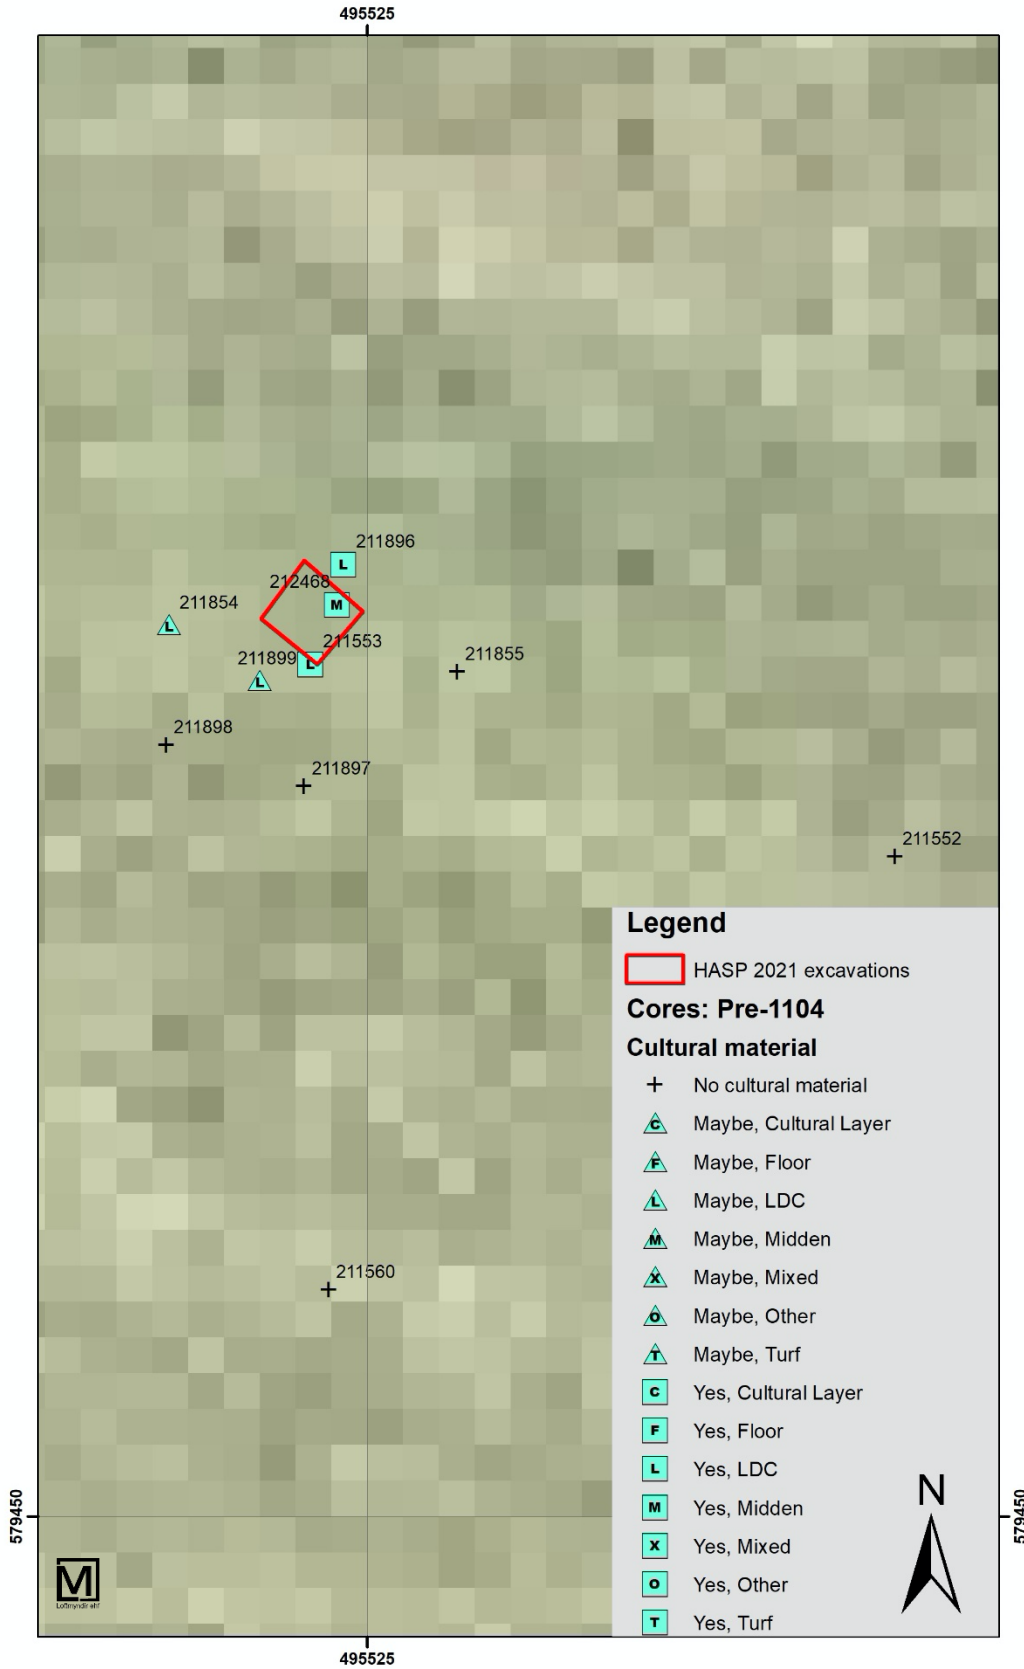 495525
211896
212468
M
L
211854
L
211553
211899
L
L
211855
211898
211897
211552
Legend
HASP 2021 excavations
Cores: Pre-1104
Cultural material
No cultural material
C Maybe, Cultural Layer
F Maybe, Floor
L Maybe, LDC
M Maybe, Midden
X Maybe, Mixed
O Maybe, Other
T Maybe, Turf
C Yes, Cultural Layer
F Yes, Floor
L Yes, LDC
M Yes, Midden
X Yes, Mixed
O Yes, Other
T Yes, Turf
211560
N
579450
579450
M
Loftmyndir ehf
495525